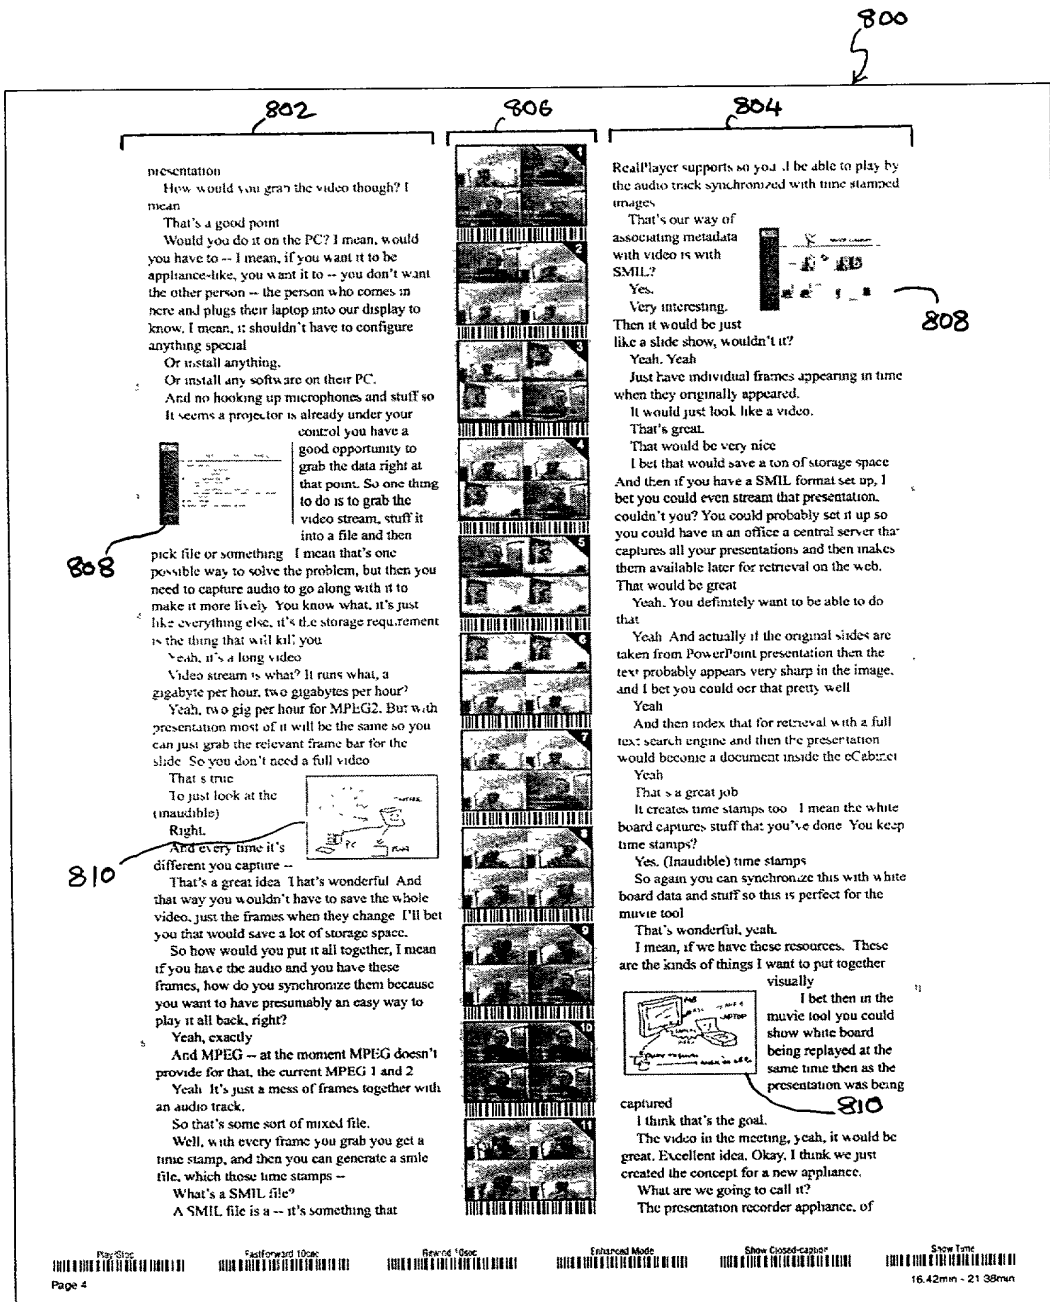 800
802
806
804
presentation
How would you grab the video though? I
mean
That's a good point
Would you do it on the PC? I mean, would
you have to -- I mean, if you want it to be
appliance-like, you want it to -- you don't want
the other person -- the person who comes in
here and plugs their laptop into our display to
know, I mean, it shouldn't have to configure
anything special
Or install anything.
Or install any software on their PC.
And no hooking up microphones and stuff so
It seems a projector is already under your
control you have a
good opportunity to
grab the data right at
that point. So one thing
to do is to grab the
video stream, stuff it
into a file and then
808
pick file or something I mean that's one
possible way to solve the problem, but then you
need to capture audio to go along with it to
make it more lively You know what, it's just
like everything else, it's the storage requirement
is the thing that will kill you
Yeah, it's a long video
Video stream is what? It runs what, a
gigabyte per hour, two gigabytes per hour?
Yeah, two gig per hour for MPEG2. But with
presentation most of it will be the same so you
can just grab the relevant frame bar for the
slide So you don't need a full video
That s true
To just look at the
(inaudible)
Right.
And every time it's
different you capture --
PC
810
That's a great idea That's wonderful And
that way you wouldn't have to save the whole
video, just the frames when they change I'll bet
you that would save a lot of storage space.
So how would you put it all together, I mean
if you have the audio and you have these
frames, how do you synchronize them because
you want to have presumably an easy way to
play it all back, right?
Yeah, exactly
And MPEG -- at the moment MPEG doesn't
provide for that, the current MPEG 1 and 2
Yeah It's just a mess of frames together with
an audio track.
So that's some sort of mixed file.
Well, with every frame you grab you get a
time stamp, and then you can generate a smile
file, which those time stamps --
What's a SMIL file?
A SMIL file is a -- it's something that
1
2
3
4
5
6
7
8
9
10
11
RealPlayer supports so you .l be able to play by
the audio track synchronized with time stamped
images
That's our way of
associating metadata
with video is with
SMIL?
Yes.
Very interesting.
Then it would be just
like a slide show, wouldn't it?
808
Yeah. Yeah
Just have individual frames appearing in time
when they originally appeared.
It would just look like a video.
That's great.
That would be very nice
I bet that would save a ton of storage space
And then if you have a SMIL format set up, I
bet you could even stream that presentation,
couldn't you? You could probably set it up so
you could have in an office a central server that
captures all your presentations and then makes
them available later for retrieval on the web.
That would be great
Yeah. You definitely want to be able to do
that
Yeah And actually if the original slides are
taken from PowerPoint presentation then the
text probably appears very sharp in the image,
and I bet you could ocr that pretty well
Yeah
And then index that for retrieval with a full
text search engine and then the presertation
would become a document inside the eCabinet
Yeah
That s a great job
It creates time stamps too I mean the white
board captures stuff that you've done You keep
time stamps?
Yes. (Inaudible) time stamps
So again you can synchronize this with white
board data and stuff so this is perfect for the
muvie tool
That's wonderful, yeah.
I mean, if we have these resources. These
are the kinds of things I want to put together
visually
I bet then in the
muvie tool you could
show white board
being replayed at the
same time then as the
presentation was being
captured
LAPTOP
810
I think that's the goal.
The video in the meeting, yeah, it would be
great. Excellent idea. Okay, I think we just
created the concept for a new appliance.
What are we going to call it?
The presentation recorder appliance, of
Play/Stop
Fastforward 10sec
Rewind 10sec
Enhanced Mode
Show Closed-caption
Show Time
Page 4
16.42min - 21 38min